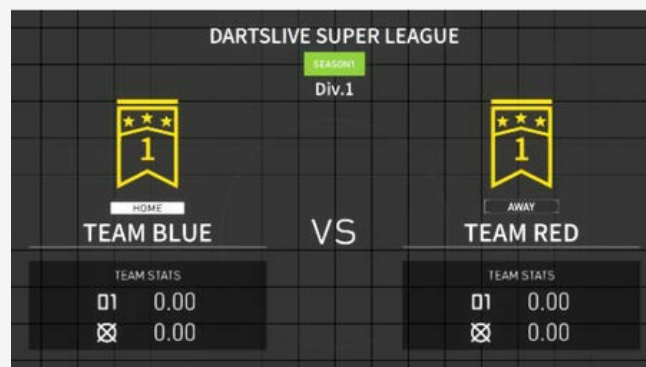 DARTSLIVE SUPER LEAGUE
SEASON1
Div.1
1
1
HOME
AWAY
TEAM BLUE
VS
TEAM RED
TEAM STATS
TEAM STATS
01 0.00
01 0.00
0.00
0.00